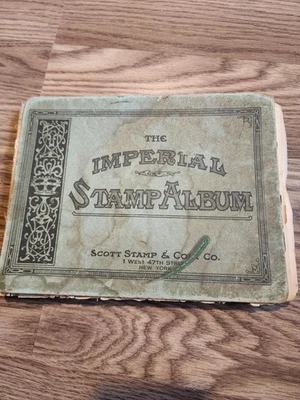 THE
IMPERIAL
STAMP ALBUM
SCOTT STAMP & COIN CO.
1 WEST 47TH STREET
NEW YORK